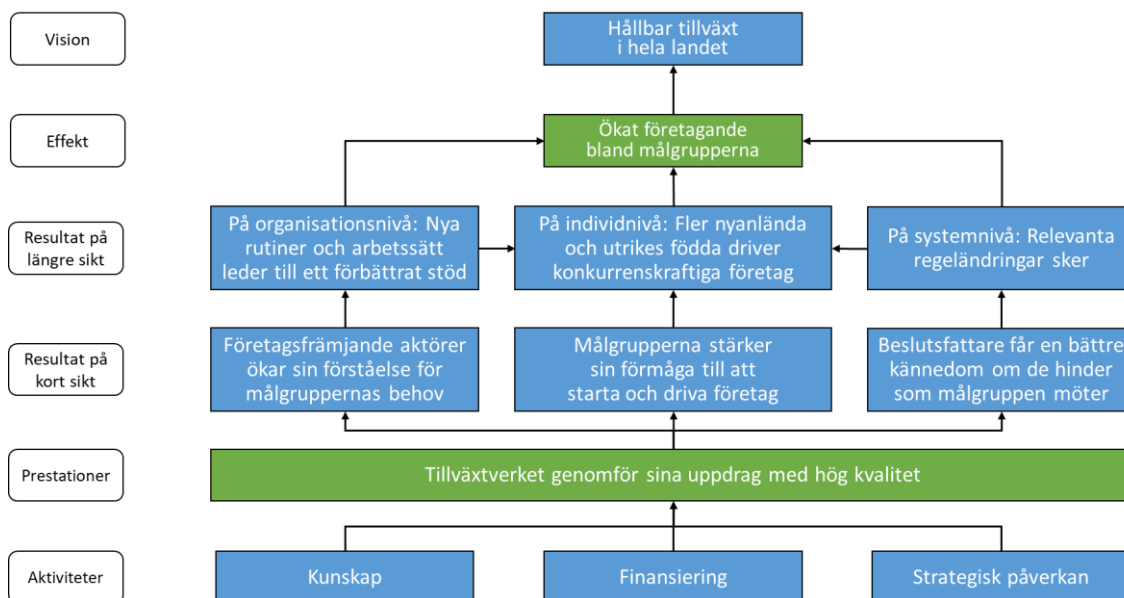 Vision
Hållbar tillväxt
i hela landet
Effekt
Ökat företagande
bland målgrupperna
Resultat på
längre sikt
På organisationsnivå: Nya
rutiner och arbetssätt
leder till ett förbättrat stöd
På individnivå: Fler nyanlända
och utrikes födda driver
konkurrenskraftiga företag
På systemnivå: Relevanta
regeländringar sker
Resultat på
kort sikt
Företagsfrämjande aktörer
ökar sin förståelse för
målgruppernas behov
Målgrupperna stärker
sin förmåga till att
starta och driva företag
Beslutsfattare får en bättre
kännedom om de hinder
som målgruppen möter
Prestationer
Tillväxtverket genomför sina uppdrag med hög kvalitet
Aktiviteter
Kunskap
Finansiering
Strategisk påverkan